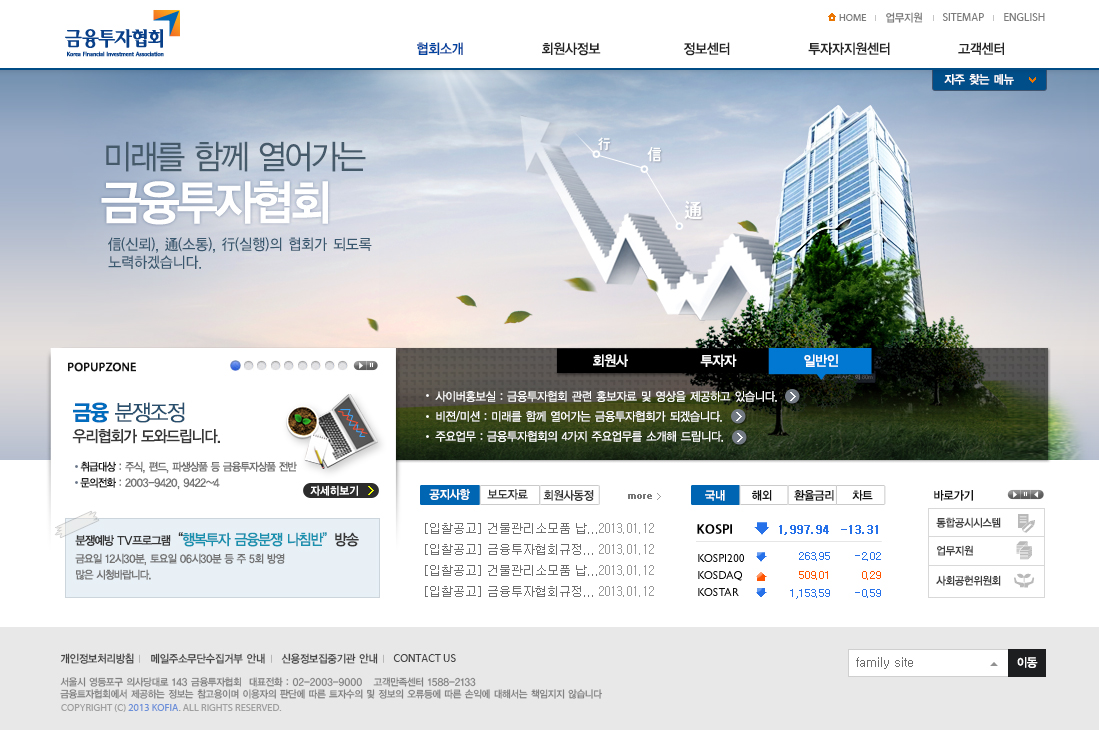 금융투자협회
Korea Financial Investment Association
HOME 업무지원 SITEMAP ENGLISH
협회소개 회원사정보 정보센터 투자자지원센터 고객센터
자주 찾는 메뉴
行
信
通
미래를 함께 열어가는
금융투자협회
信(신뢰), 通(소통), 行(실행)의 협회가 되도록
노력하겠습니다.
POPUPZONE
금융 분쟁조정
우리협회가 도와드립니다.
• 취급대상 : 주식, 펀드, 파생상품 등 금융투자상품 전반
• 문의전화 : 2003-9420, 9422~4
자세히보기
분쟁예방 TV프로그램 “행복투자 금융분쟁 나침반” 방송
금요일 12시30분, 토요일 06시30분 등 주 5회 방영
많은 시청바랍니다.
회원사 투자자 일반인
• 사이버홍보실 : 금융투자협회 관련 홍보자료 및 영상을 제공하고 있습니다.
• 비젼/미션 : 미래를 함께 열어가는 금융투자협회가 되겠습니다.
• 주요업무 : 금융투자협회의 4가지 주요업무를 소개해 드립니다.
공지사항 보도자료 회원사동정 more
[입찰공고] 건물관리소모품 납...2013.01.12
[입찰공고] 금융투자협회규정... 2013.01.12
[입찰공고] 건물관리소모품 납...2013.01.12
[입찰공고] 금융투자협회규정... 2013.01.12
국내 해외 환율금리 차트
KOSPI 1,997.94 -13.31
KOSPI200 263.95 -2.02
KOSDAQ 509.01 0.29
KOSTAR 1,153.59 -0.59
바로가기
통합공시시스템
업무지원
사회공헌위원회
개인정보처리방침 메일주소무단수집거부 안내 신용정보집중기관 안내 CONTACT US
서울시 영등포구 의사당대로 143 금융투자협회 대표전화 : 02-2003-9000 고객만족센터 1588-2133
금융투자협회에서 제공하는 정보는 참고용이며 이용자의 판단에 따른 투자수의 및 정보의 오류등에 따른 손익에 대해서는 책임지지 않습니다
COPYRIGHT (C) 2013 KOFIA. ALL RIGHTS RESERVED.
family site 이동